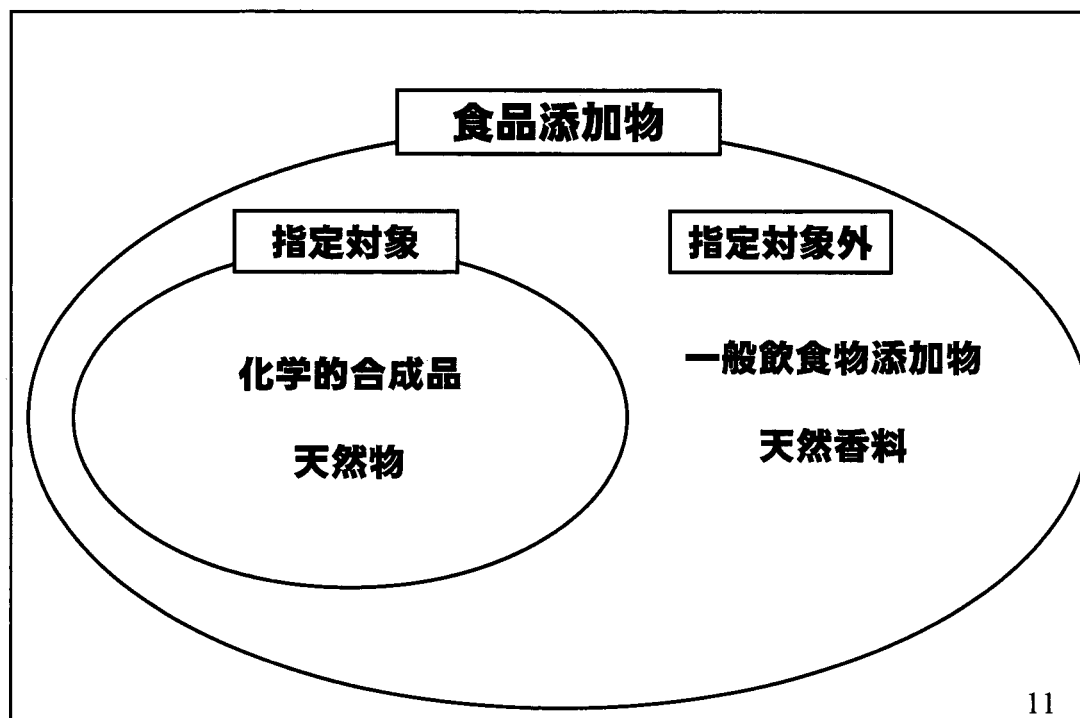 食品添加物
指定対象
化学的合成品
天然物
指定対象外
一般飲食物添加物
天然香料
11